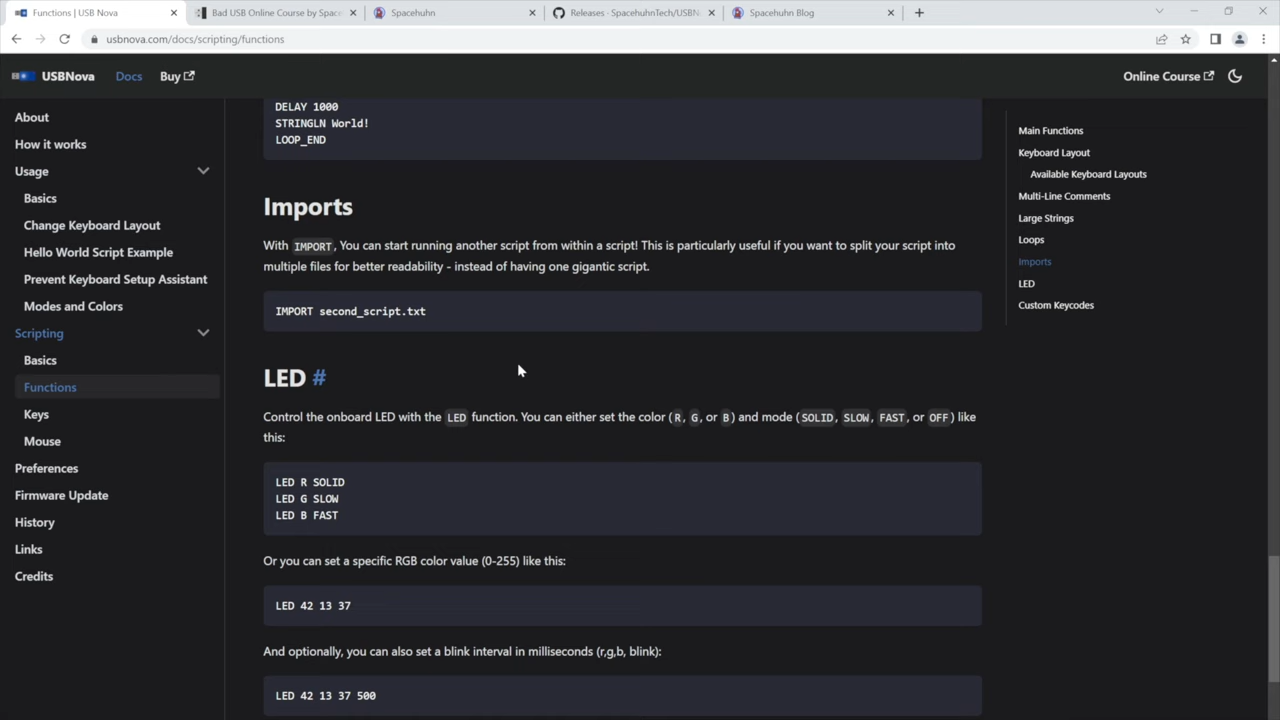 Functions | USB Nova
Bad USB Online Course by Space
Spacehuhn
Releases · SpacehuhnTech/USBN
Spacehuhn Blog
usbnova.com/docs/scripting/functions
USBNova
Docs
Buy
Online Course
About
How it works
Usage
Basics
Change Keyboard Layout
Hello World Script Example
Prevent Keyboard Setup Assistant
Modes and Colors
Scripting
Basics
Functions
Keys
Mouse
Preferences
Firmware Update
History
Links
Credits
DELAY 1000
STRINGLN World!
LOOP_END
Imports
With IMPORT, You can start running another script from within a script! This is particularly useful if you want to split your script into
multiple files for better readability - instead of having one gigantic script.
IMPORT second_script.txt
LED #
Control the onboard LED with the LED function. You can either set the color (R, G, or B) and mode (SOLID, SLOW, FAST, or OFF) like
this:
LED R SOLID
LED G SLOW
LED B FAST
Or you can set a specific RGB color value (0-255) like this:
LED 42 13 37
And optionally, you can also set a blink interval in milliseconds (r,g,b, blink):
LED 42 13 37 500
Main Functions
Keyboard Layout
Available Keyboard Layouts
Multi-Line Comments
Large Strings
Loops
Imports
LED
Custom Keycodes